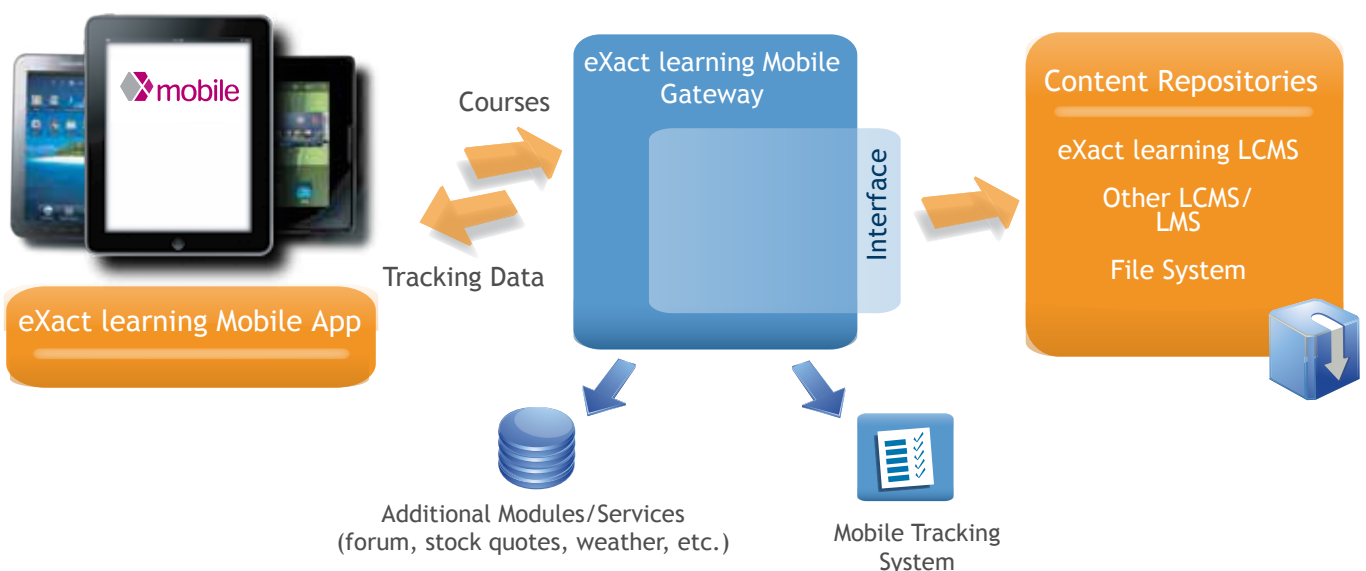 mobile
eXact learning Mobile App
Courses
Tracking Data
eXact learning Mobile
Gateway
Interface
Content Repositories
eXact learning LCMS
Other LCMS/
LMS
File System
Additional Modules/Services
(forum, stock quotes, weather, etc.)
Mobile Tracking
System